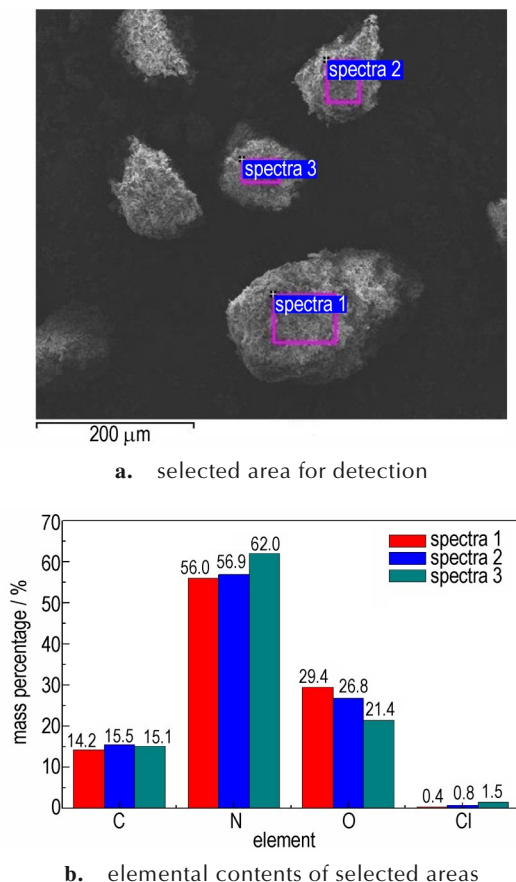 spectra 2
spectra 3
spectra 1
200 μm
a. selected area for detection
mass percentage / %
70
60
50
40
30
20
10
0
spectra 1
spectra 2
spectra 3
14.2 15.5 15.1
56.0 56.9 62.0
29.4 26.8 21.4
0.4 0.8 1.5
C N O Cl
element
b. elemental contents of selected areas